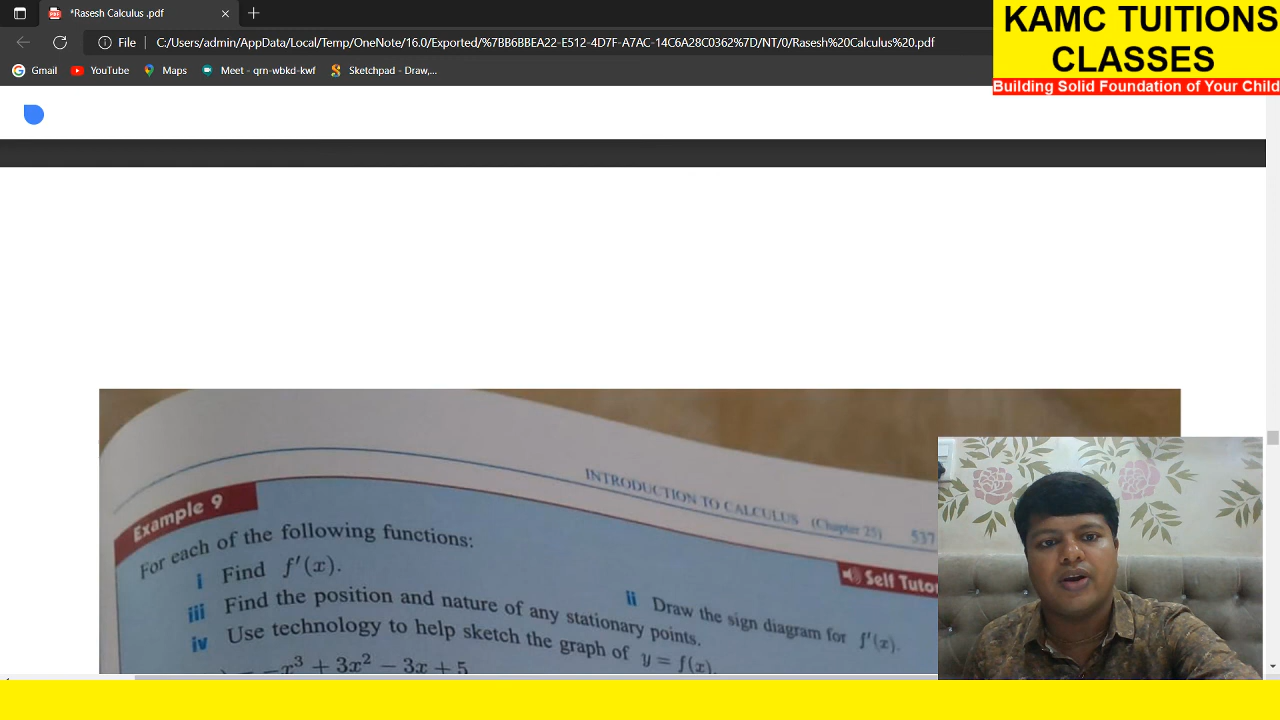 *Rasesh Calculus .pdf
KAMC TUITIONS
CLASSES
Building Solid Foundation of Your Child
File
C:/Users/admin/AppData/Local/Temp/OneNote/16.0/Exported/%7BB6BBEA22-E512-4D7F-A7AC-14C6A28C0362%7D/NT/0/Rasesh%20Calculus%20.pdf
Gmail YouTube Maps Meet - qrn-wbkd-kwf Sketchpad - Draw,...
INTRODUCTION TO CALCULUS (Chapter 25) 537
Example 9
Self Tutor
For each of the following functions:
i Find f′(x).
ii Draw the sign diagram for f′(x).
iii Find the position and nature of any stationary points.
iv Use technology to help sketch the graph of y = f(x).
x³ + 3x² − 3x + 5